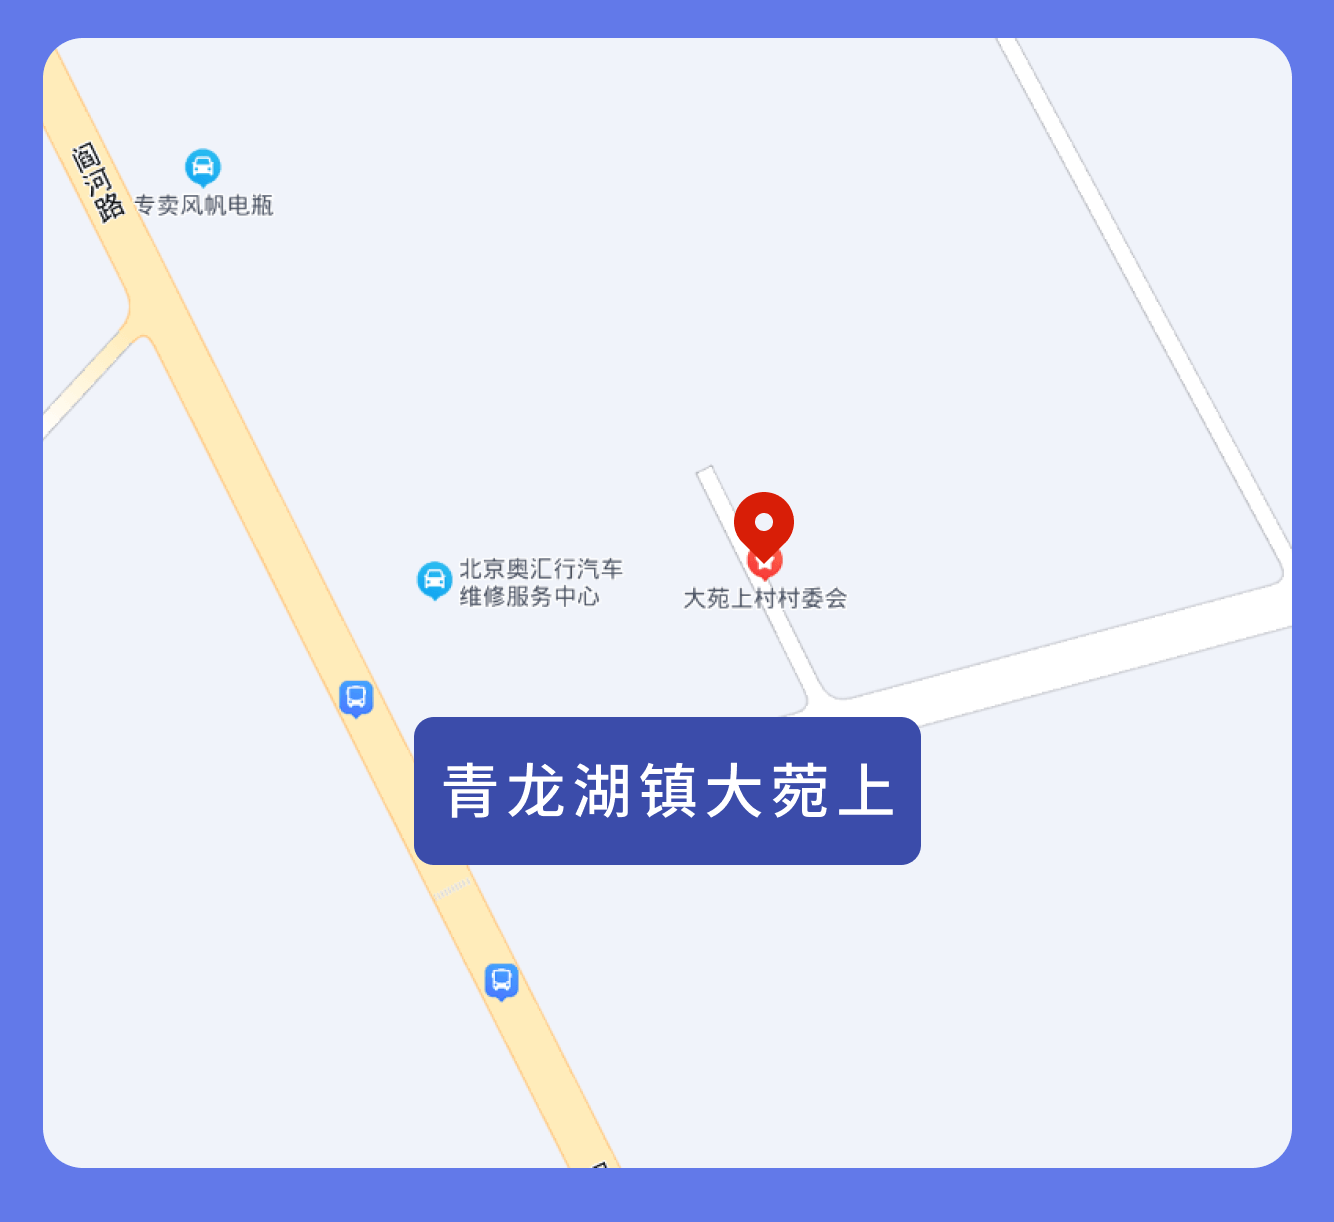 阎河路
专卖风帆电瓶
北京奥汇行汽车
维修服务中心
大苑上村村委会
青龙湖镇大菀上